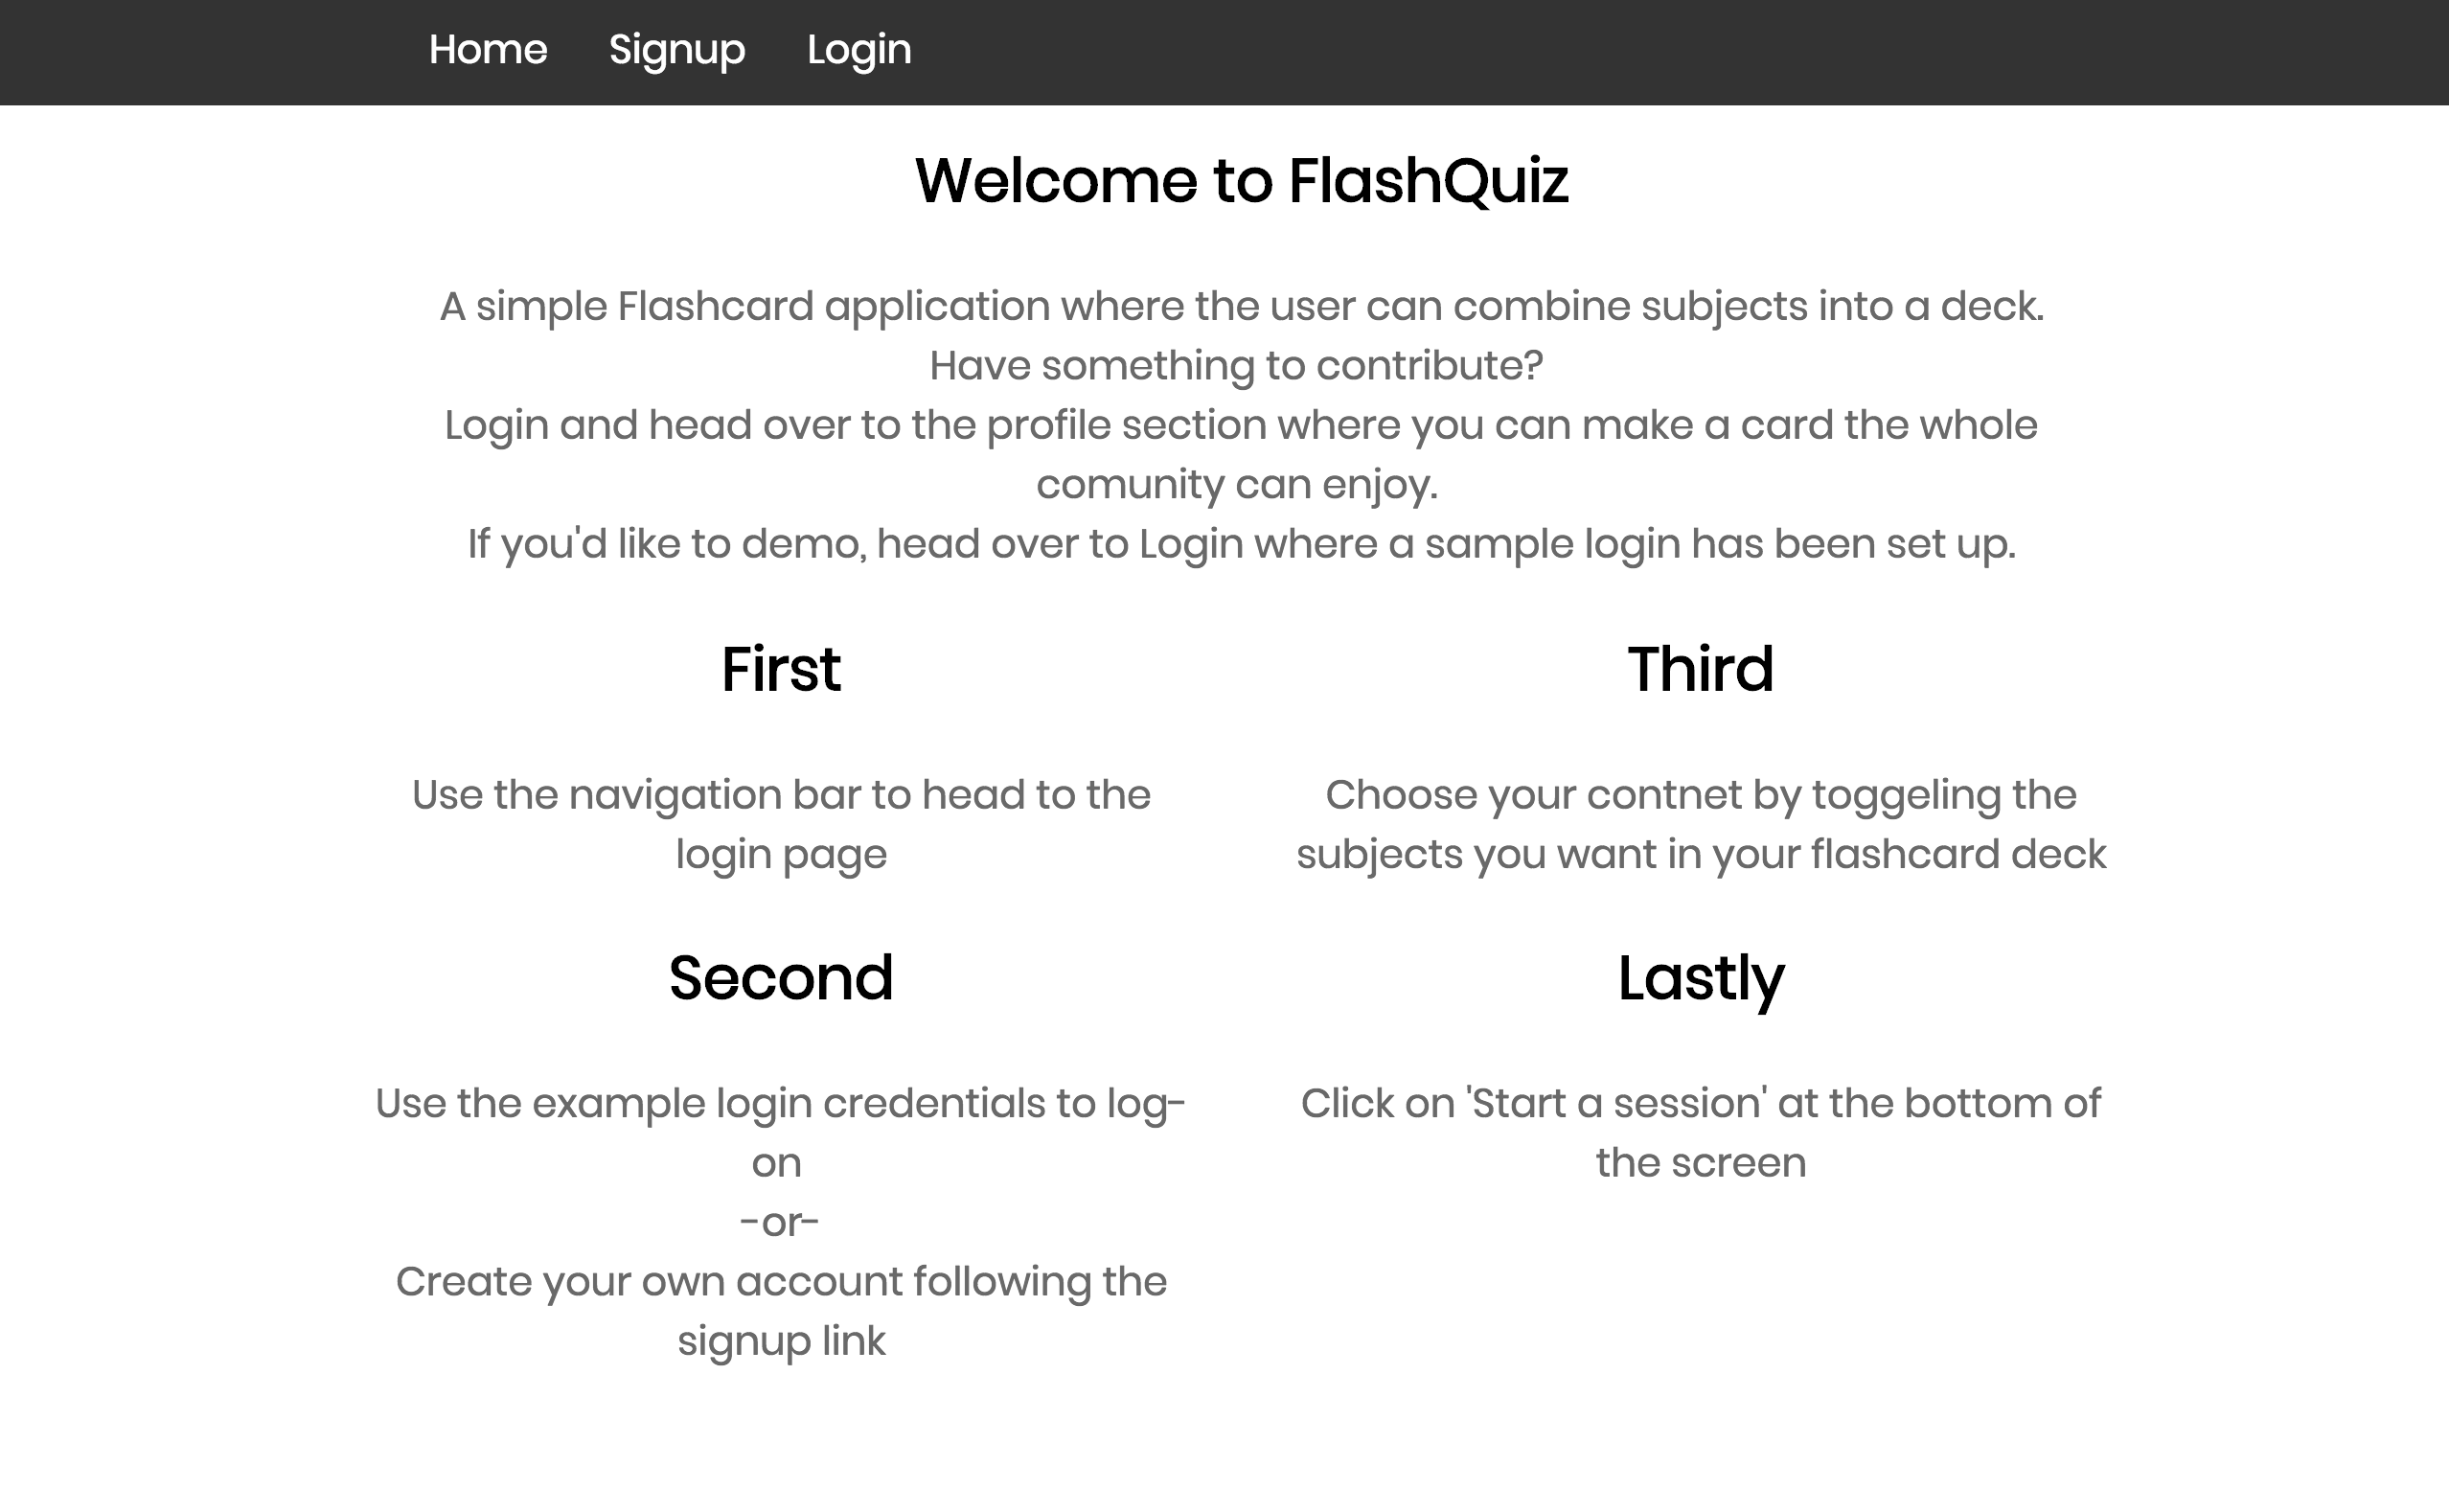 Home Signup Login
Welcome to FlashQuiz
A simple Flashcard application where the user can combine subjects into a deck.
Have something to contribute?
Login and head over to the profile section where you can make a card the whole
comunity can enjoy.
If you'd like to demo, head over to Login where a sample login has been set up.
First
Use the navigation bar to head to the
login page
Second
Use the example login credentials to log-
on
-or-
Create your own account following the
signup link
Third
Choose your contnet by toggeling the
subjects you want in your flashcard deck
Lastly
Click on 'Start a session' at the bottom of
the screen